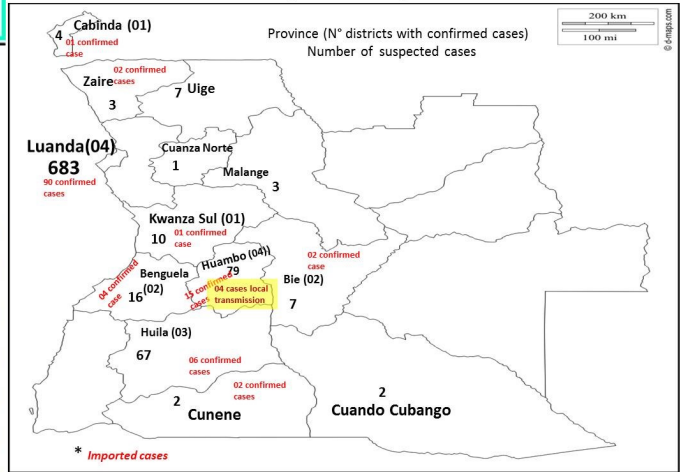 Cabinda (01)
4
01 confirmed
case
Province (N° districts with confirmed cases)
Number of suspected cases
200 km
100 mi
© d-maps.com
Zaire
02 confirmed
cases
3
7 Uige
Luanda(04)
683
90 confirmed
cases
Cuanza Norte
1
Malange
3
Kwanza Sul (01)
10
01 confirmed
case
Huambo (04))
79
15 confirmed
cases
04 cases local
transmission
02 confirmed
case
Bie (02)
7
04 confirmed
case
Benguela
(02)
16
Huila (03)
67
06 confirmed
cases
02 confirmed
cases
2
Cunene
2
Cuando Cubango
* Imported cases